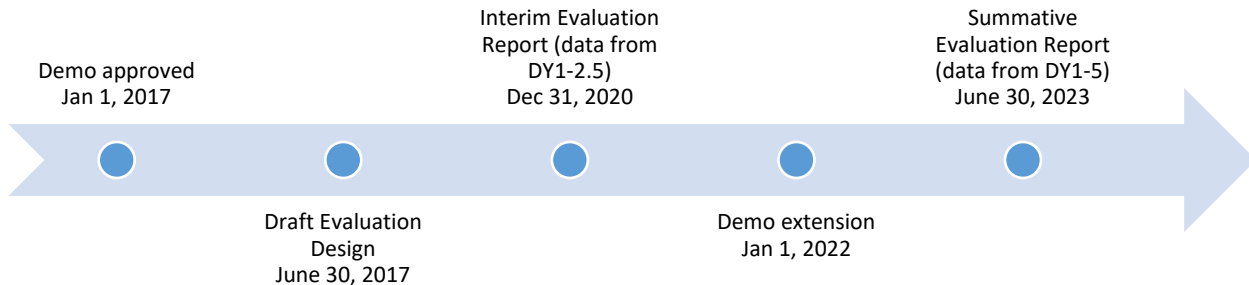 Demo approved
Jan 1, 2017
Draft Evaluation
Design
June 30, 2017
Interim Evaluation
Report (data from
DY1-2.5)
Dec 31, 2020
Demo extension
Jan 1, 2022
Summative
Evaluation Report
(data from DY1-5)
June 30, 2023